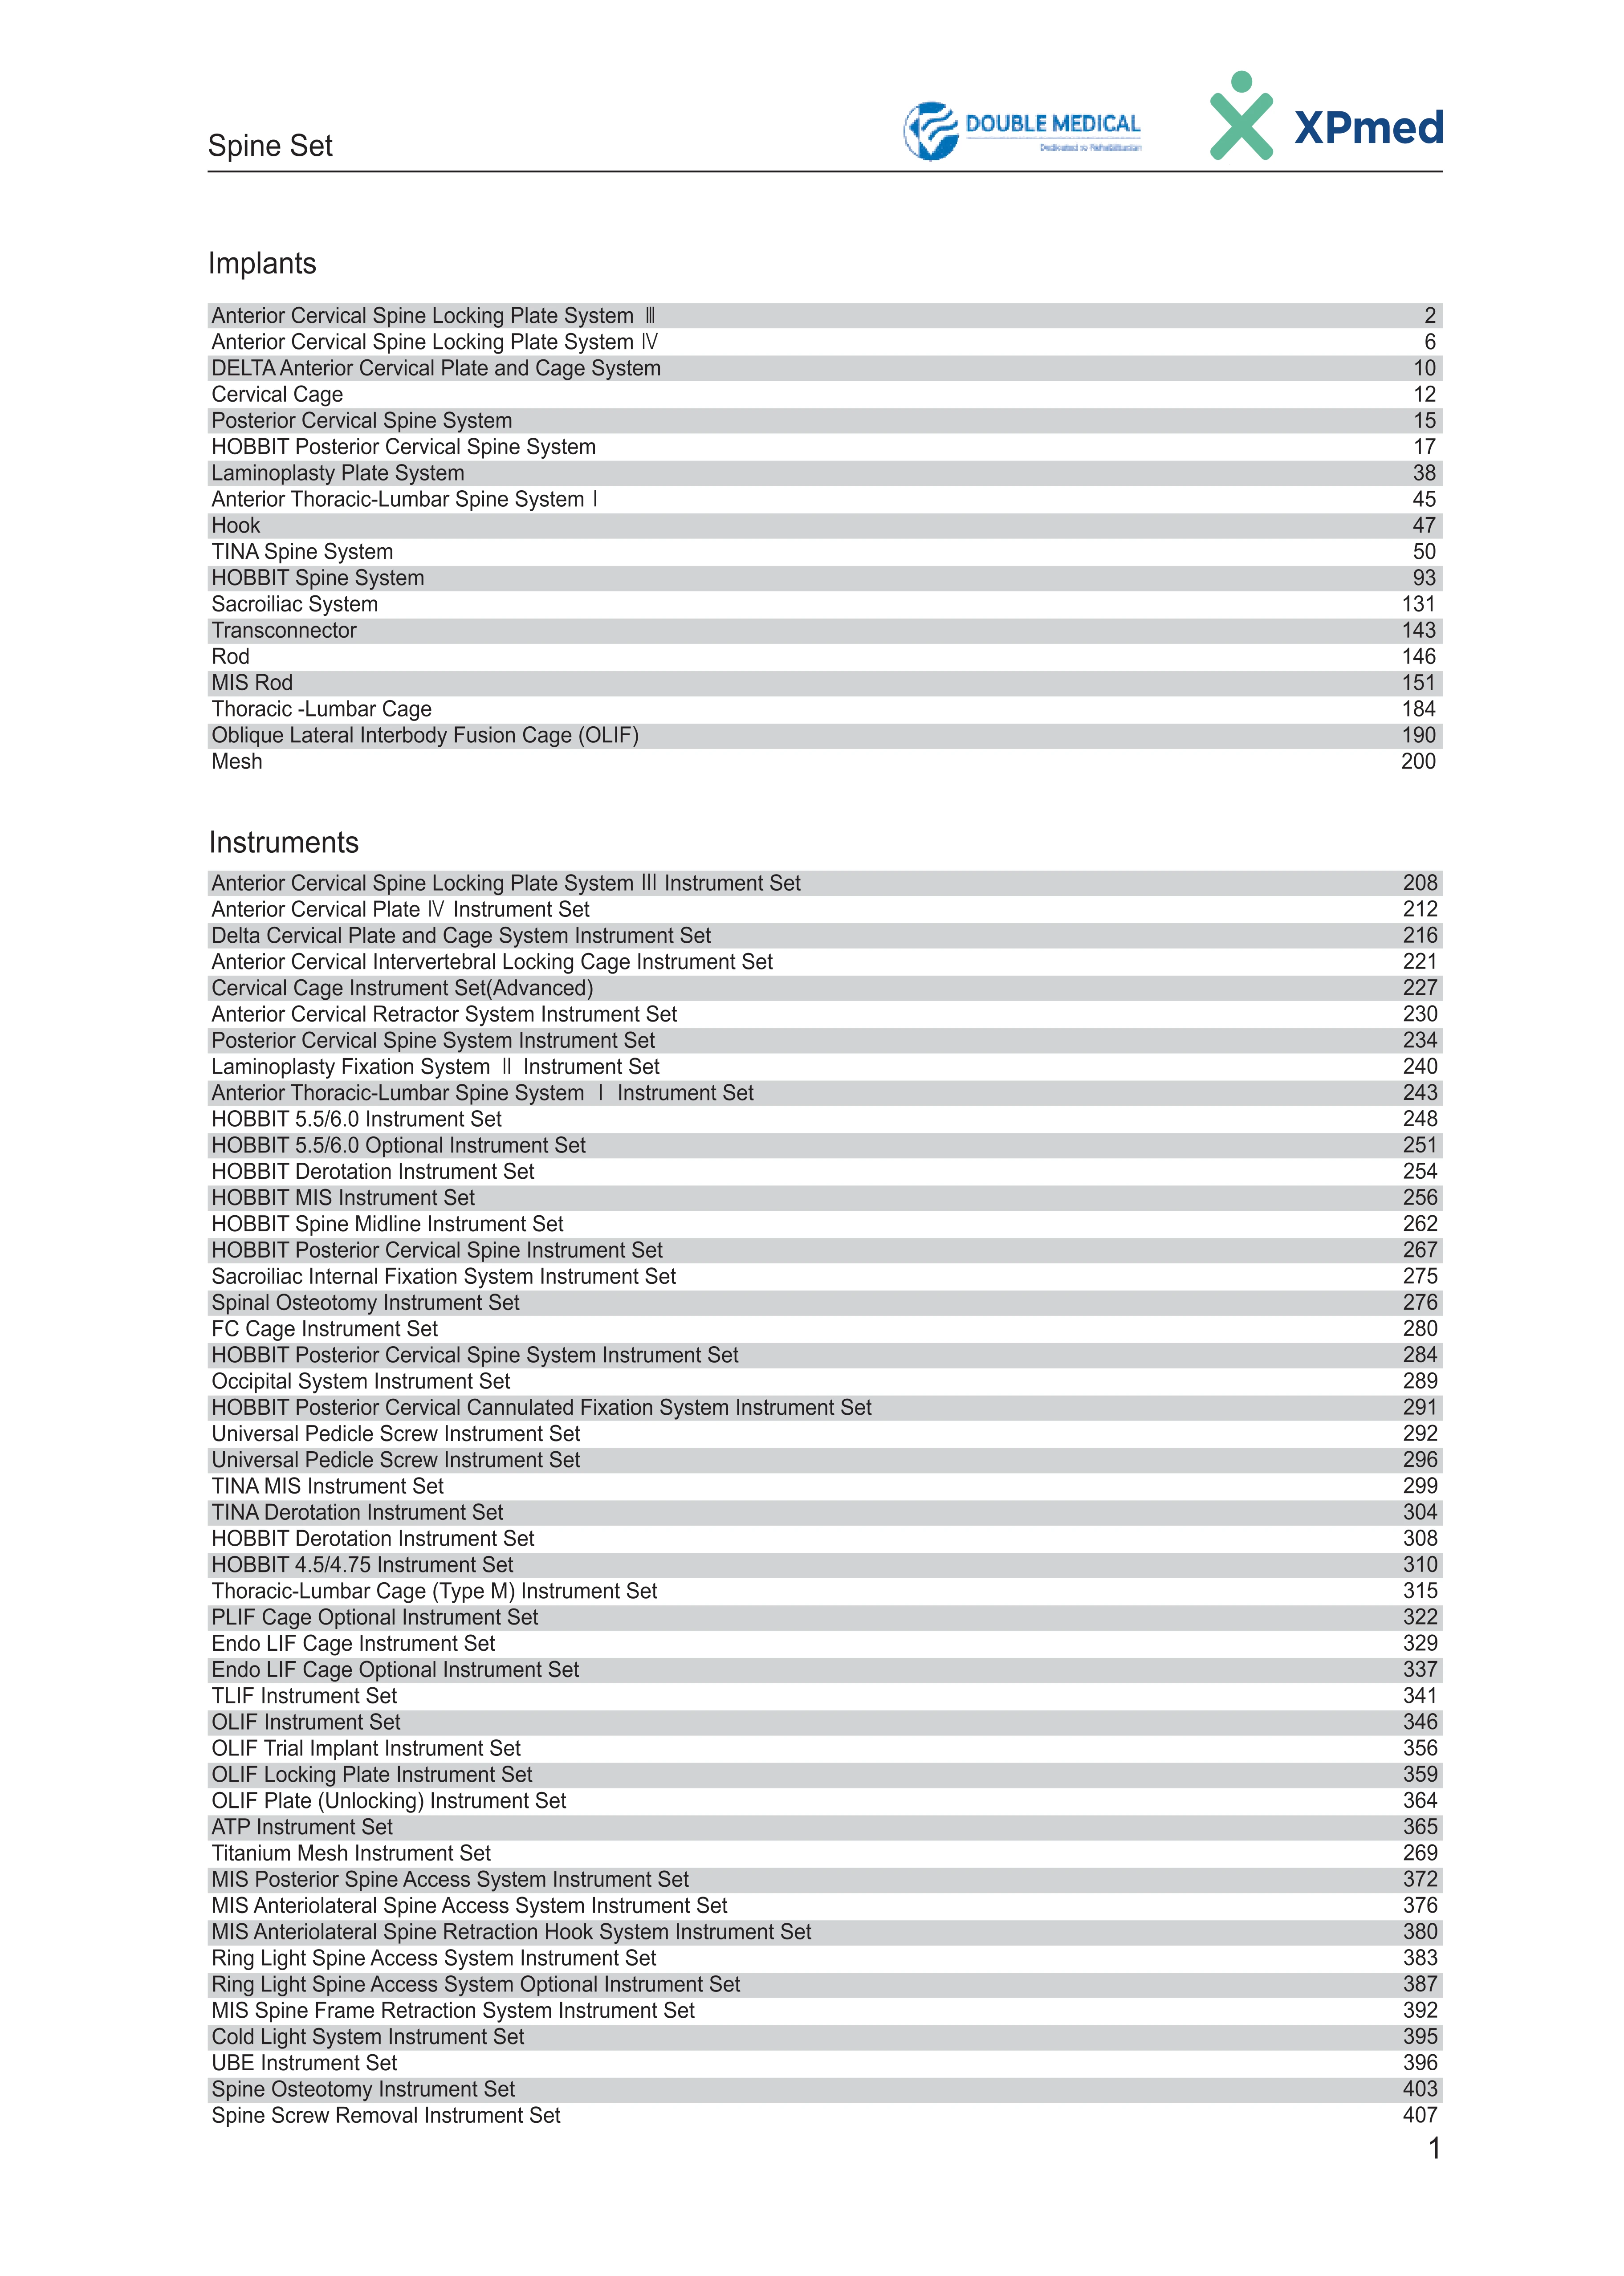 Spine Set
DOUBLE MEDICAL
Dedicated to Rehabilitation
XPmed
Implants
Anterior Cervical Spine Locking Plate System Ⅲ 2
Anterior Cervical Spine Locking Plate System Ⅳ 6
DELTA Anterior Cervical Plate and Cage System 10
Cervical Cage 12
Posterior Cervical Spine System 15
HOBBIT Posterior Cervical Spine System 17
Laminoplasty Plate System 38
Anterior Thoracic-Lumbar Spine System Ⅰ 45
Hook 47
TINA Spine System 50
HOBBIT Spine System 93
Sacroiliac System 131
Transconnector 143
Rod 146
MIS Rod 151
Thoracic -Lumbar Cage 184
Oblique Lateral Interbody Fusion Cage (OLIF) 190
Mesh 200
Instruments
Anterior Cervical Spine Locking Plate System Ⅲ Instrument Set 208
Anterior Cervical Plate Ⅳ Instrument Set 212
Delta Cervical Plate and Cage System Instrument Set 216
Anterior Cervical Intervertebral Locking Cage Instrument Set 221
Cervical Cage Instrument Set(Advanced) 227
Anterior Cervical Retractor System Instrument Set 230
Posterior Cervical Spine System Instrument Set 234
Laminoplasty Fixation System Ⅱ Instrument Set 240
Anterior Thoracic-Lumbar Spine System Ⅰ Instrument Set 243
HOBBIT 5.5/6.0 Instrument Set 248
HOBBIT 5.5/6.0 Optional Instrument Set 251
HOBBIT Derotation Instrument Set 254
HOBBIT MIS Instrument Set 256
HOBBIT Spine Midline Instrument Set 262
HOBBIT Posterior Cervical Spine Instrument Set 267
Sacroiliac Internal Fixation System Instrument Set 275
Spinal Osteotomy Instrument Set 276
FC Cage Instrument Set 280
HOBBIT Posterior Cervical Spine System Instrument Set 284
Occipital System Instrument Set 289
HOBBIT Posterior Cervical Cannulated Fixation System Instrument Set 291
Universal Pedicle Screw Instrument Set 292
Universal Pedicle Screw Instrument Set 296
TINA MIS Instrument Set 299
TINA Derotation Instrument Set 304
HOBBIT Derotation Instrument Set 308
HOBBIT 4.5/4.75 Instrument Set 310
Thoracic-Lumbar Cage (Type M) Instrument Set 315
PLIF Cage Optional Instrument Set 322
Endo LIF Cage Instrument Set 329
Endo LIF Cage Optional Instrument Set 337
TLIF Instrument Set 341
OLIF Instrument Set 346
OLIF Trial Implant Instrument Set 356
OLIF Locking Plate Instrument Set 359
OLIF Plate (Unlocking) Instrument Set 364
ATP Instrument Set 365
Titanium Mesh Instrument Set 269
MIS Posterior Spine Access System Instrument Set 372
MIS Anteriolateral Spine Access System Instrument Set 376
MIS Anteriolateral Spine Retraction Hook System Instrument Set 380
Ring Light Spine Access System Instrument Set 383
Ring Light Spine Access System Optional Instrument Set 387
MIS Spine Frame Retraction System Instrument Set 392
Cold Light System Instrument Set 395
UBE Instrument Set 396
Spine Osteotomy Instrument Set 403
Spine Screw Removal Instrument Set 407
1